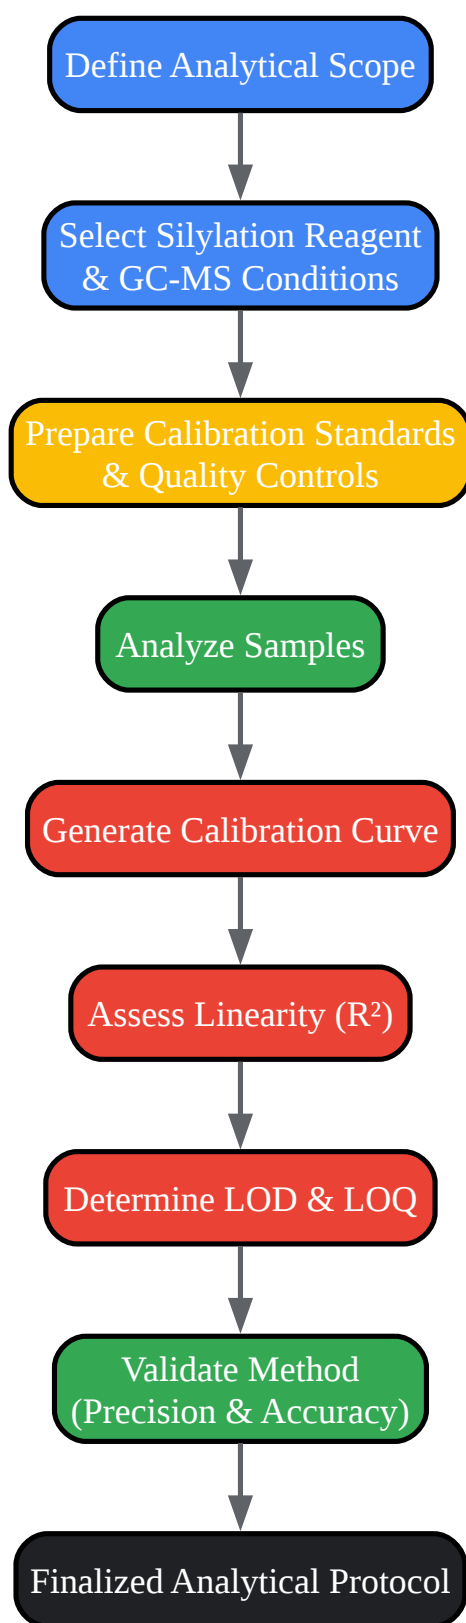 Define Analytical Scope
Select Silylation Reagent
& GC-MS Conditions
Prepare Calibration Standards
& Quality Controls
Analyze Samples
Generate Calibration Curve
Assess Linearity (R²)
Determine LOD & LOQ
Validate Method
(Precision & Accuracy)
Finalized Analytical Protocol